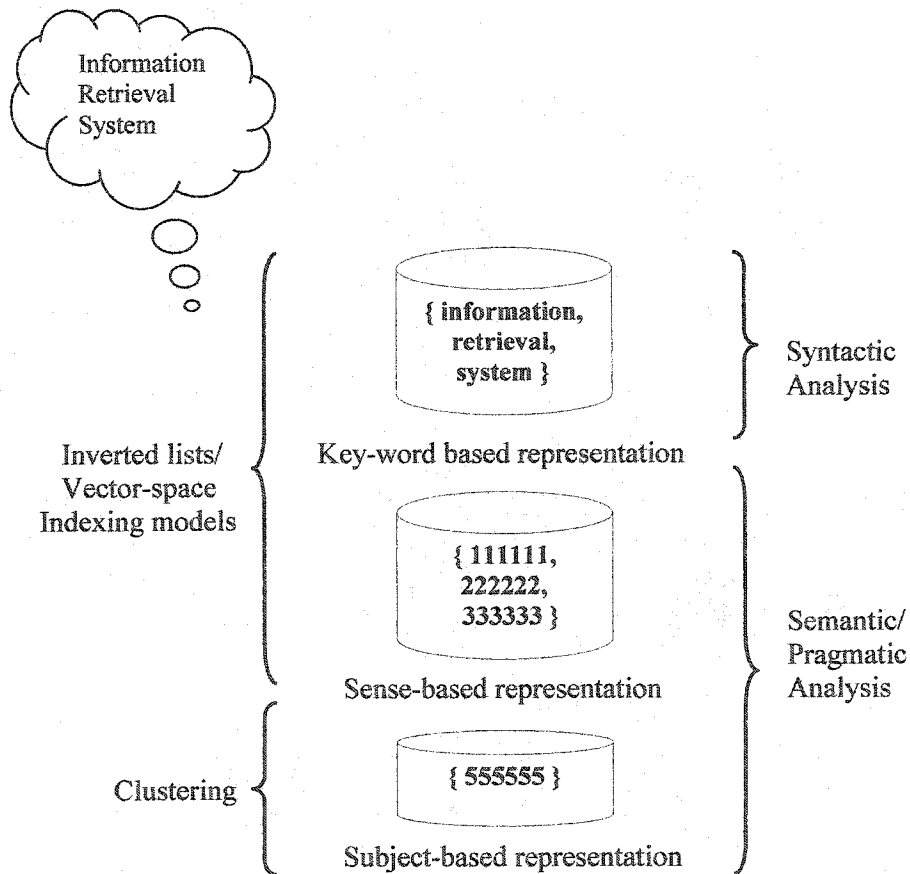 Information
Retrieval
System
{ information,
retrieval,
system }
Syntactic
Analysis
Key-word based representation
Inverted lists/
Vector-space
Indexing models
{ 111111,
222222,
333333 }
Semantic/
Pragmatic
Analysis
Sense-based representation
Clustering
{ 555555 }
Subject-based representation